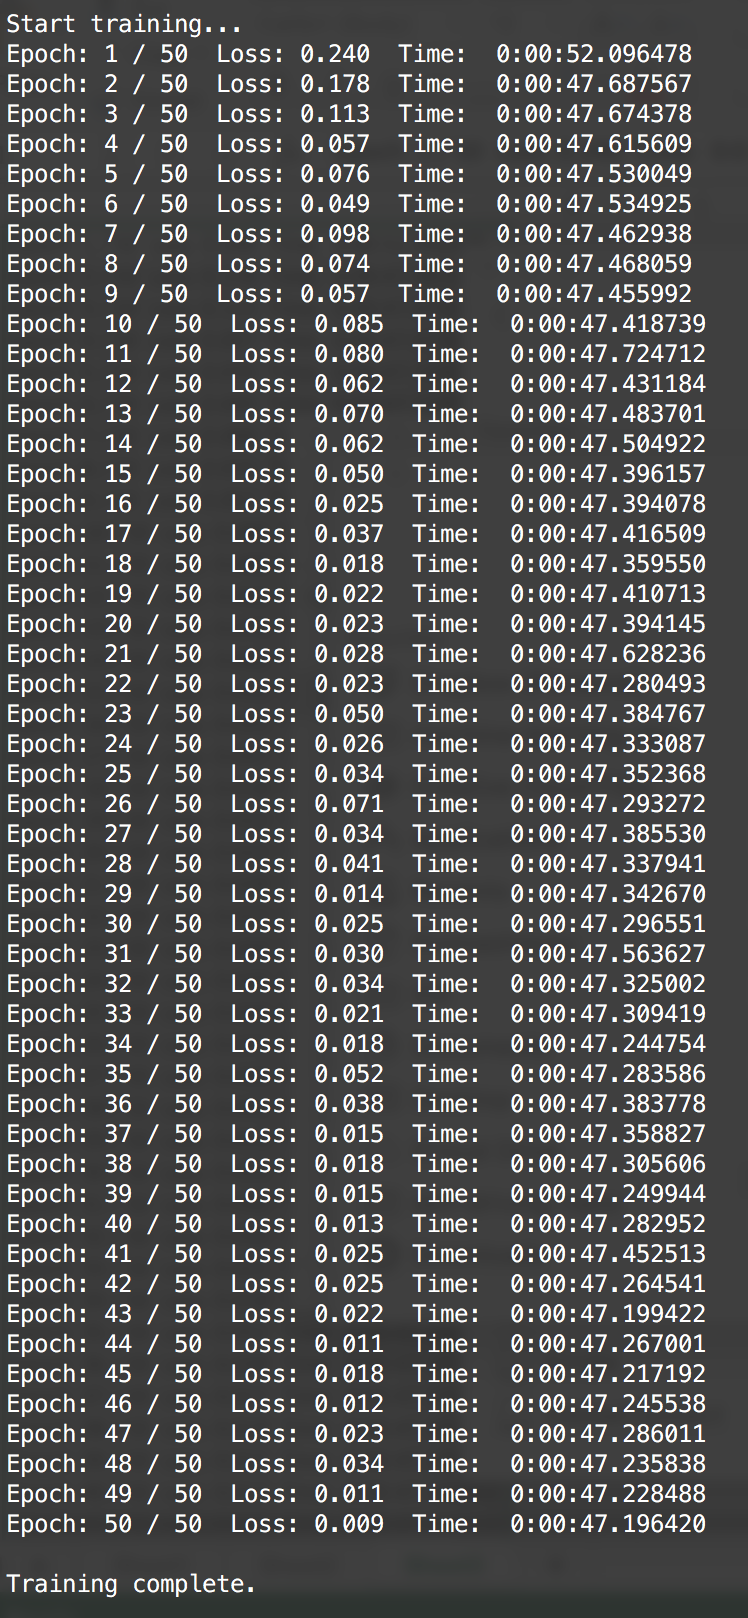 Start training...
Epoch: 1 / 50  Loss: 0.240  Time:  0:00:52.096478
Epoch: 2 / 50  Loss: 0.178  Time:  0:00:47.687567
Epoch: 3 / 50  Loss: 0.113  Time:  0:00:47.674378
Epoch: 4 / 50  Loss: 0.057  Time:  0:00:47.615609
Epoch: 5 / 50  Loss: 0.076  Time:  0:00:47.530049
Epoch: 6 / 50  Loss: 0.049  Time:  0:00:47.534925
Epoch: 7 / 50  Loss: 0.098  Time:  0:00:47.462938
Epoch: 8 / 50  Loss: 0.074  Time:  0:00:47.468059
Epoch: 9 / 50  Loss: 0.057  Time:  0:00:47.455992
Epoch: 10 / 50  Loss: 0.085  Time:  0:00:47.418739
Epoch: 11 / 50  Loss: 0.080  Time:  0:00:47.724712
Epoch: 12 / 50  Loss: 0.062  Time:  0:00:47.431184
Epoch: 13 / 50  Loss: 0.070  Time:  0:00:47.483701
Epoch: 14 / 50  Loss: 0.062  Time:  0:00:47.504922
Epoch: 15 / 50  Loss: 0.050  Time:  0:00:47.396157
Epoch: 16 / 50  Loss: 0.025  Time:  0:00:47.394078
Epoch: 17 / 50  Loss: 0.037  Time:  0:00:47.416509
Epoch: 18 / 50  Loss: 0.018  Time:  0:00:47.359550
Epoch: 19 / 50  Loss: 0.022  Time:  0:00:47.410713
Epoch: 20 / 50  Loss: 0.023  Time:  0:00:47.394145
Epoch: 21 / 50  Loss: 0.028  Time:  0:00:47.628236
Epoch: 22 / 50  Loss: 0.023  Time:  0:00:47.280493
Epoch: 23 / 50  Loss: 0.050  Time:  0:00:47.384767
Epoch: 24 / 50  Loss: 0.026  Time:  0:00:47.333087
Epoch: 25 / 50  Loss: 0.034  Time:  0:00:47.352368
Epoch: 26 / 50  Loss: 0.071  Time:  0:00:47.293272
Epoch: 27 / 50  Loss: 0.034  Time:  0:00:47.385530
Epoch: 28 / 50  Loss: 0.041  Time:  0:00:47.337941
Epoch: 29 / 50  Loss: 0.014  Time:  0:00:47.342670
Epoch: 30 / 50  Loss: 0.025  Time:  0:00:47.296551
Epoch: 31 / 50  Loss: 0.030  Time:  0:00:47.563627
Epoch: 32 / 50  Loss: 0.034  Time:  0:00:47.325002
Epoch: 33 / 50  Loss: 0.021  Time:  0:00:47.309419
Epoch: 34 / 50  Loss: 0.018  Time:  0:00:47.244754
Epoch: 35 / 50  Loss: 0.052  Time:  0:00:47.283586
Epoch: 36 / 50  Loss: 0.038  Time:  0:00:47.383778
Epoch: 37 / 50  Loss: 0.015  Time:  0:00:47.358827
Epoch: 38 / 50  Loss: 0.018  Time:  0:00:47.305606
Epoch: 39 / 50  Loss: 0.015  Time:  0:00:47.249944
Epoch: 40 / 50  Loss: 0.013  Time:  0:00:47.282952
Epoch: 41 / 50  Loss: 0.025  Time:  0:00:47.452513
Epoch: 42 / 50  Loss: 0.025  Time:  0:00:47.264541
Epoch: 43 / 50  Loss: 0.022  Time:  0:00:47.199422
Epoch: 44 / 50  Loss: 0.011  Time:  0:00:47.267001
Epoch: 45 / 50  Loss: 0.018  Time:  0:00:47.217192
Epoch: 46 / 50  Loss: 0.012  Time:  0:00:47.245538
Epoch: 47 / 50  Loss: 0.023  Time:  0:00:47.286011
Epoch: 48 / 50  Loss: 0.034  Time:  0:00:47.235838
Epoch: 49 / 50  Loss: 0.011  Time:  0:00:47.228488
Epoch: 50 / 50  Loss: 0.009  Time:  0:00:47.196420
Training complete.